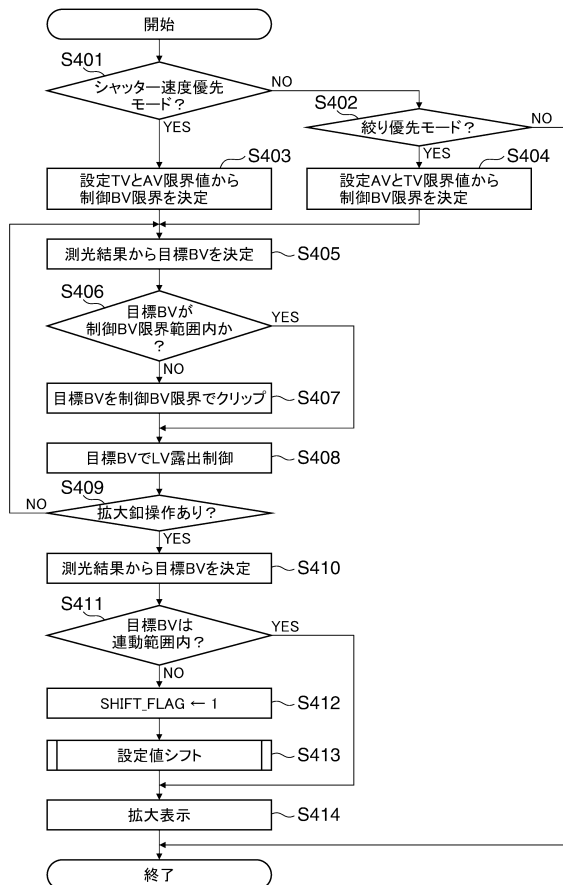 開始
S401
シャッター速度優先
モード？
NO
YES
S402
絞り優先モード？
NO
YES
S403
設定TVとAV限界値から
制御BV限界を決定
S404
設定AVとTV限界値から
制御BV限界を決定
測光結果から目標BVを決定
S405
S406
目標BVが
制御BV限界範囲内か
？
YES
NO
目標BVを制御BV限界でクリップ
S407
目標BVでLV露出制御
S408
S409
NO
拡大釦操作あり？
YES
測光結果から目標BVを決定
S410
S411
目標BVは
連動範囲内？
YES
NO
SHIFT_FLAG ← 1
S412
設定値シフト
S413
拡大表示
S414
終了